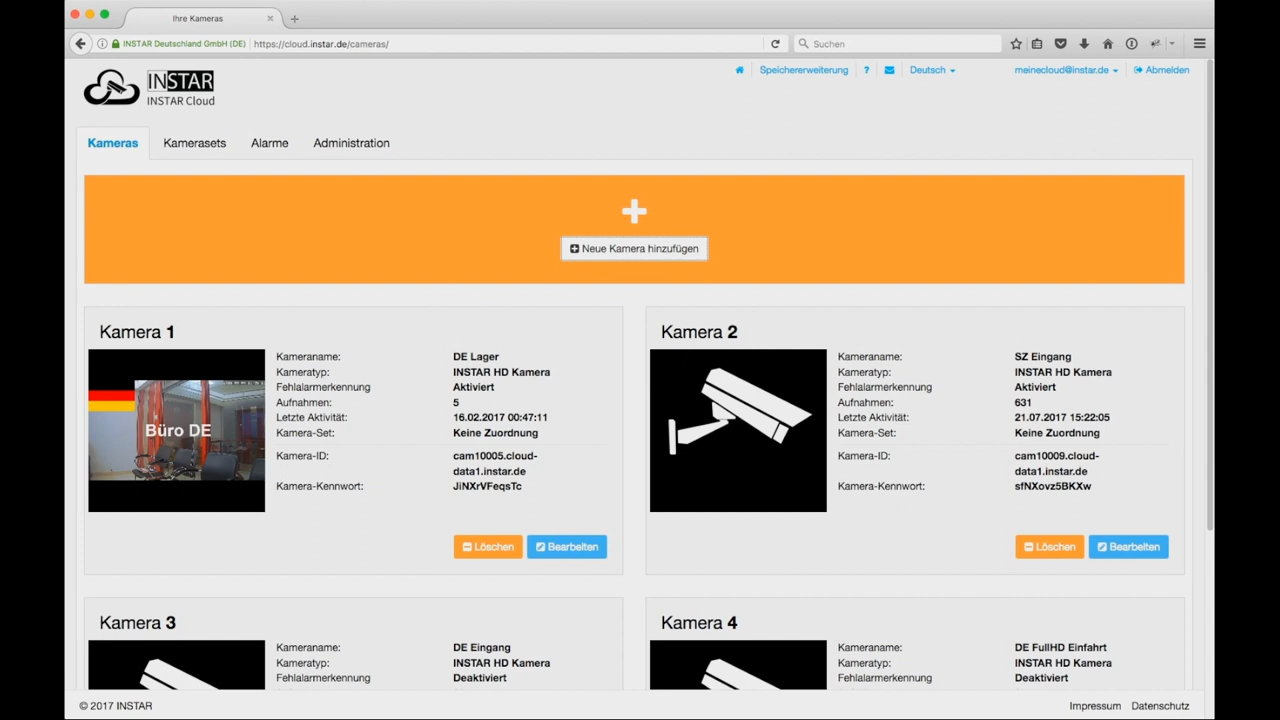 Ihre Kameras
INSTAR Deutschland GmbH (DE) https://cloud.instar.de/cameras/ Suchen
INSTAR
INSTAR Cloud
Speichererweiterung ? Deutsch meinecloud@instar.de Abmelden
Kameras Kamerasets Alarme Administration
Neue Kamera hinzufügen
Kamera 1
Büro DE
Kameraname: DE Lager
Kameratyp: INSTAR HD Kamera
Fehlalarmerkennung Aktiviert
Aufnahmen: 5
Letzte Aktivität: 16.02.2017 00:47:11
Kamera-Set: Keine Zuordnung
Kamera-ID: cam10005.cloud-
data1.instar.de
Kamera-Kennwort: JiNXrVFeqsTc
Löschen Bearbeiten
Kamera 2
Kameraname: SZ Eingang
Kameratyp: INSTAR HD Kamera
Fehlalarmerkennung Aktiviert
Aufnahmen: 631
Letzte Aktivität: 21.07.2017 15:22:05
Kamera-Set: Keine Zuordnung
Kamera-ID: cam10009.cloud-
data1.instar.de
Kamera-Kennwort: sfNXovz5BKXw
Löschen Bearbeiten
Kamera 3
Kameraname: DE Eingang
Kameratyp: INSTAR HD Kamera
Fehlalarmerkennung Deaktiviert
Kamera 4
Kameraname: DE FullHD Einfahrt
Kameratyp: INSTAR HD Kamera
Fehlalarmerkennung Deaktiviert
© 2017 INSTAR Impressum Datenschutz